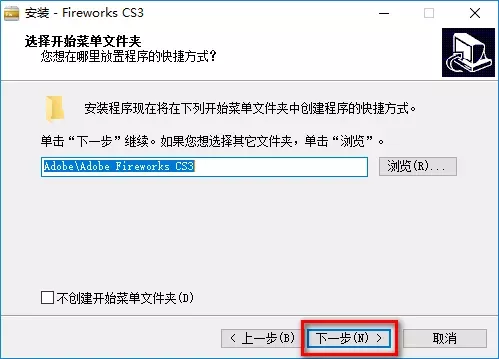 安装 - Fireworks CS3
选择开始菜单文件夹
您想在哪里放置程序的快捷方式？
安装程序现在将在下列开始菜单文件夹中创建程序的快捷方式。
单击“下一步”继续。如果您想选择其它文件夹，单击“浏览”。
Adobe\Adobe Fireworks CS3
浏览(R)...
不创建开始菜单文件夹(D)
< 上一步(B)
下一步(N) >
取消